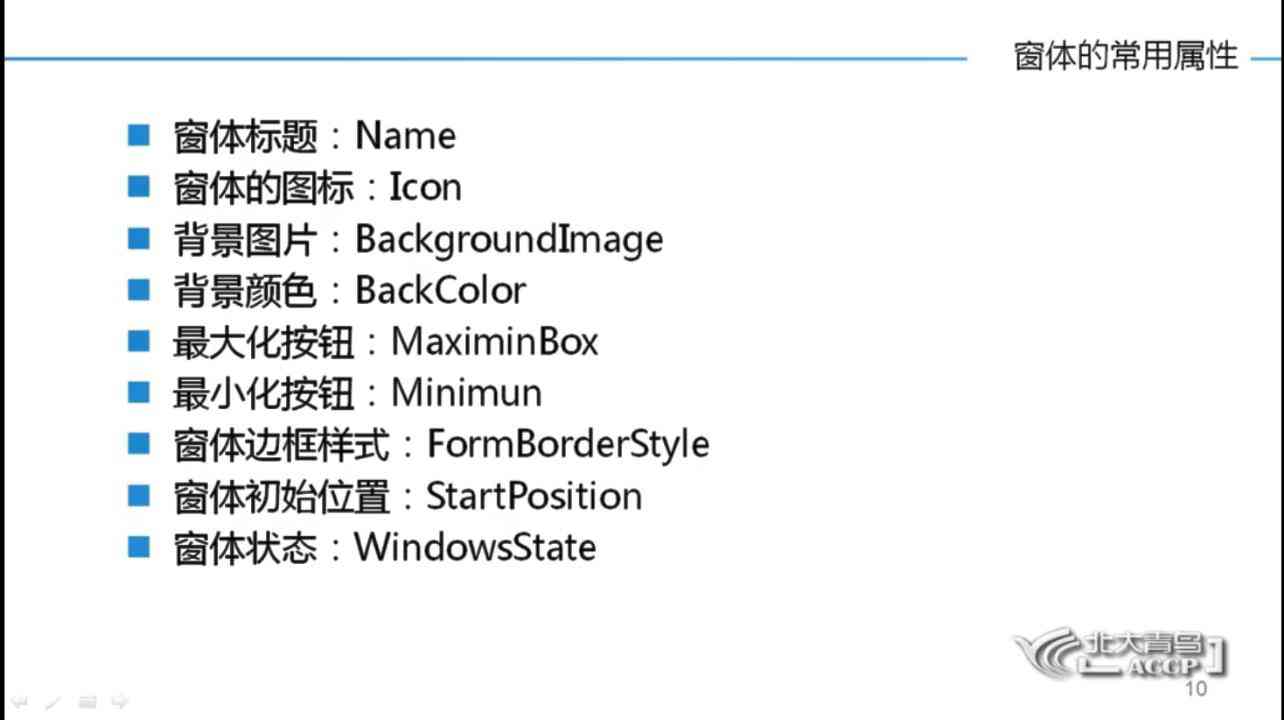 窗体的常用属性
窗体标题：Name
窗体的图标：Icon
背景图片：BackgroundImage
背景颜色：BackColor
最大化按钮：MaximinBox
最小化按钮：Minimun
窗体边框样式：FormBorderStyle
窗体初始位置：StartPosition
窗体状态：WindowsState
北大青鸟
ACCP
10